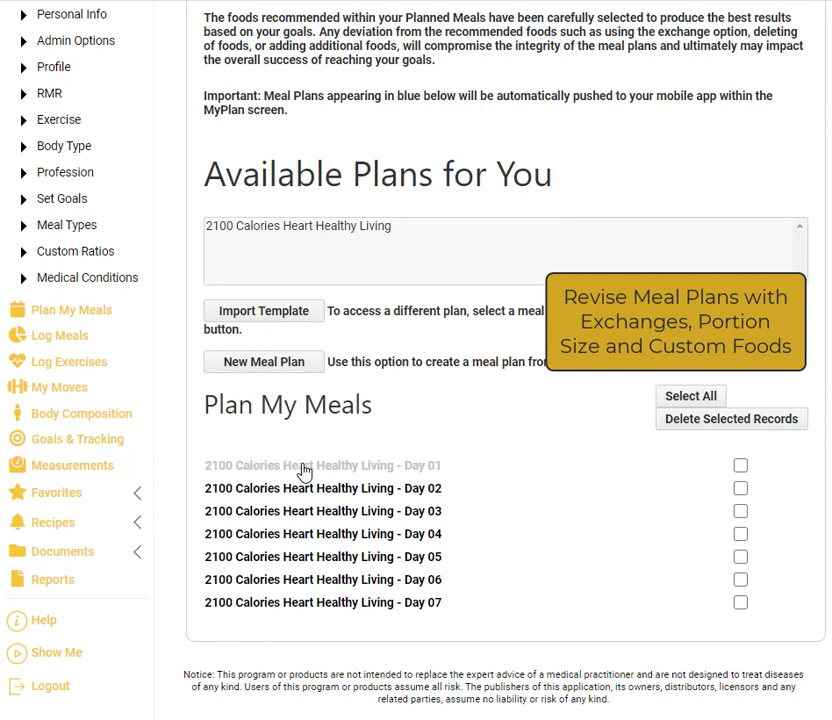 Personal Info
Admin Options
Profile
RMR
Exercise
Body Type
Profession
Set Goals
Meal Types
Custom Ratios
Medical Conditions
Plan My Meals
Log Meals
Log Exercises
My Moves
Body Composition
Goals & Tracking
Measurements
Favorites
Recipes
Documents
Reports
Help
Show Me
Logout
The foods recommended within your Planned Meals have been carefully selected to produce the best results
based on your goals. Any deviation from the recommended foods such as using the exchange option, deleting
of foods, or adding additional foods, will compromise the integrity of the meal plans and ultimately may impact
the overall success of reaching your goals.
Important: Meal Plans appearing in blue below will be automatically pushed to your mobile app within the
MyPlan screen.
Available Plans for You
2100 Calories Heart Healthy Living
Import Template To access a different plan, select a meal
button.
New Meal Plan Use this option to create a meal plan
Revise Meal Plans with
Exchanges, Portion
Size and Custom Foods
Plan My Meals
Select All
Delete Selected Records
2100 Calories Heart Healthy Living - Day 01
2100 Calories Heart Healthy Living - Day 02
2100 Calories Heart Healthy Living - Day 03
2100 Calories Heart Healthy Living - Day 04
2100 Calories Heart Healthy Living - Day 05
2100 Calories Heart Healthy Living - Day 06
2100 Calories Heart Healthy Living - Day 07
Notice: This program or products are not intended to replace the expert advice of a medical practitioner and are not designed to treat diseases
of any kind. Users of this program or products assume all risk. The publishers of this application, its owners, distributors, licensors and any
related parties, assume no liability or risk of any kind.